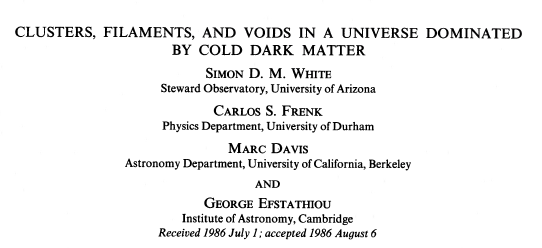 CLUSTERS, FILAMENTS, AND VOIDS IN A UNIVERSE DOMINATED
BY COLD DARK MATTER
SIMON D. M. WHITE
Steward Observatory, University of Arizona
CARLOS S. FRENK
Physics Department, University of Durham
MARC DAVIS
Astronomy Department, University of California, Berkeley
AND
GEORGE EFSTATHIOU
Institute of Astronomy, Cambridge
Received 1986 July 1; accepted 1986 August 6